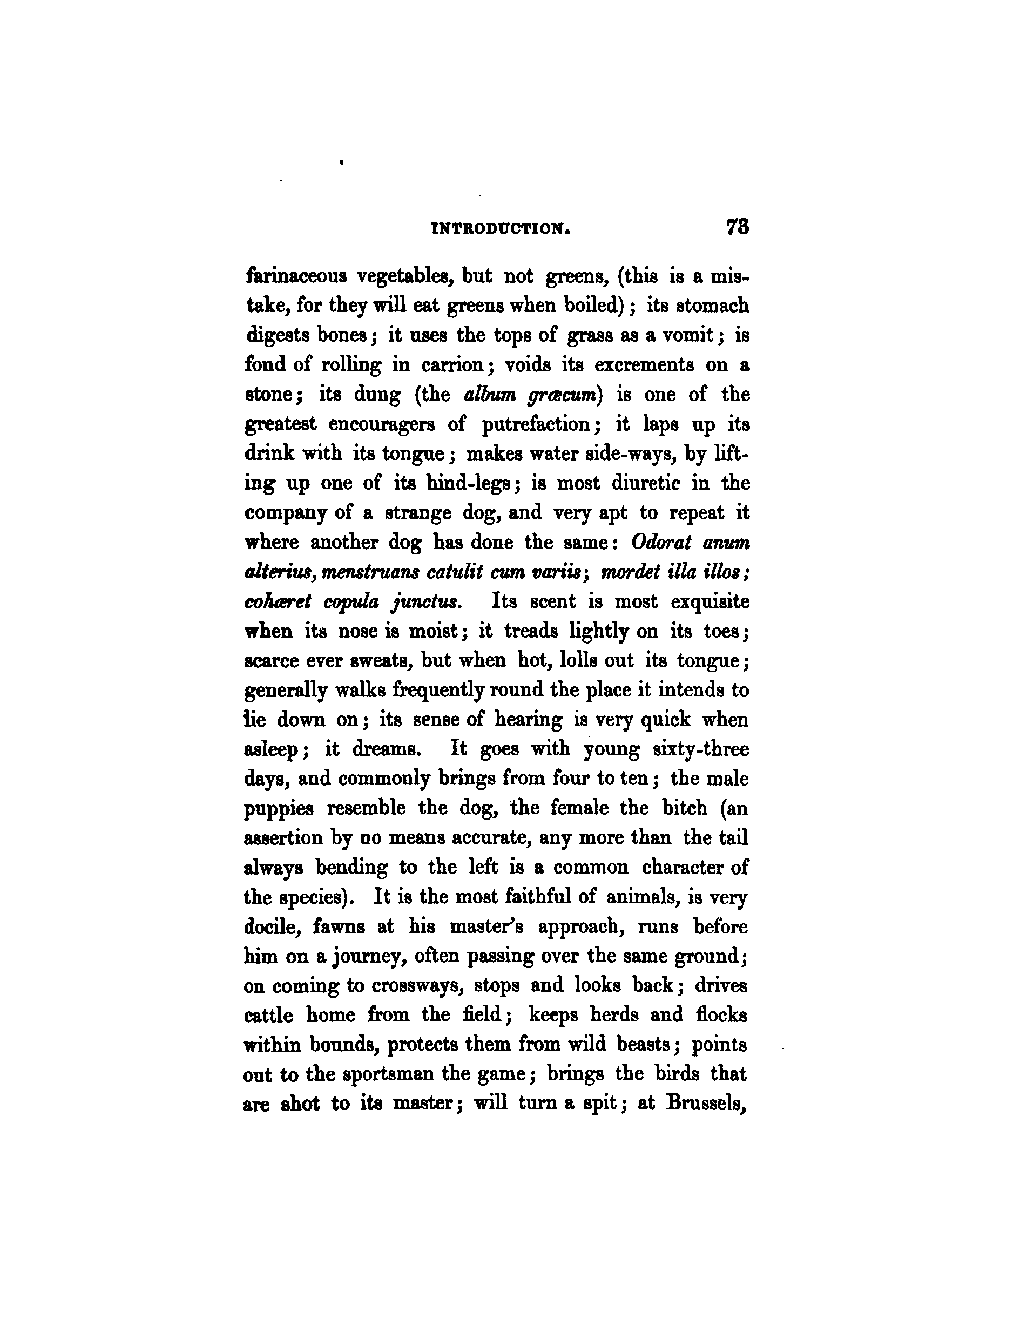 INTRODUCTION. 73
farinaceous vegetables, but not greens, (this is a mis-
take, for they will eat greens when boiled); its stomach
digests bones; it uses the tops of grass as a vomit; is
fond of rolling in carrion; voids its excrements on a
stone; its dung (the album græcum) is one of the
greatest encouragers of putrefaction; it laps up its
drink with its tongue; makes water side-ways, by lift-
ing up one of its hind-legs; is most diuretic in the
company of a strange dog, and very apt to repeat it
where another dog has done the same: Odorat anum
alterius, menstruans catulit cum variis; mordet illa illos;
cohæret copula junctus. Its scent is most exquisite
when its nose is moist; it treads lightly on its toes;
scarce ever sweats, but when hot, lolls out its tongue;
generally walks frequently round the place it intends to
lie down on; its sense of hearing is very quick when
asleep; it dreams. It goes with young sixty-three
days, and commonly brings from four to ten; the male
puppies resemble the dog, the female the bitch (an
assertion by no means accurate, any more than the tail
always bending to the left is a common character of
the species). It is the most faithful of animals, is very
docile, fawns at his master's approach, runs before
him on a journey, often passing over the same ground;
on coming to crossways, stops and looks back; drives
cattle home from the field; keeps herds and flocks
within bounds, protects them from wild beasts; points
out to the sportsman the game; brings the birds that
are shot to its master; will turn a spit; at Brussels,